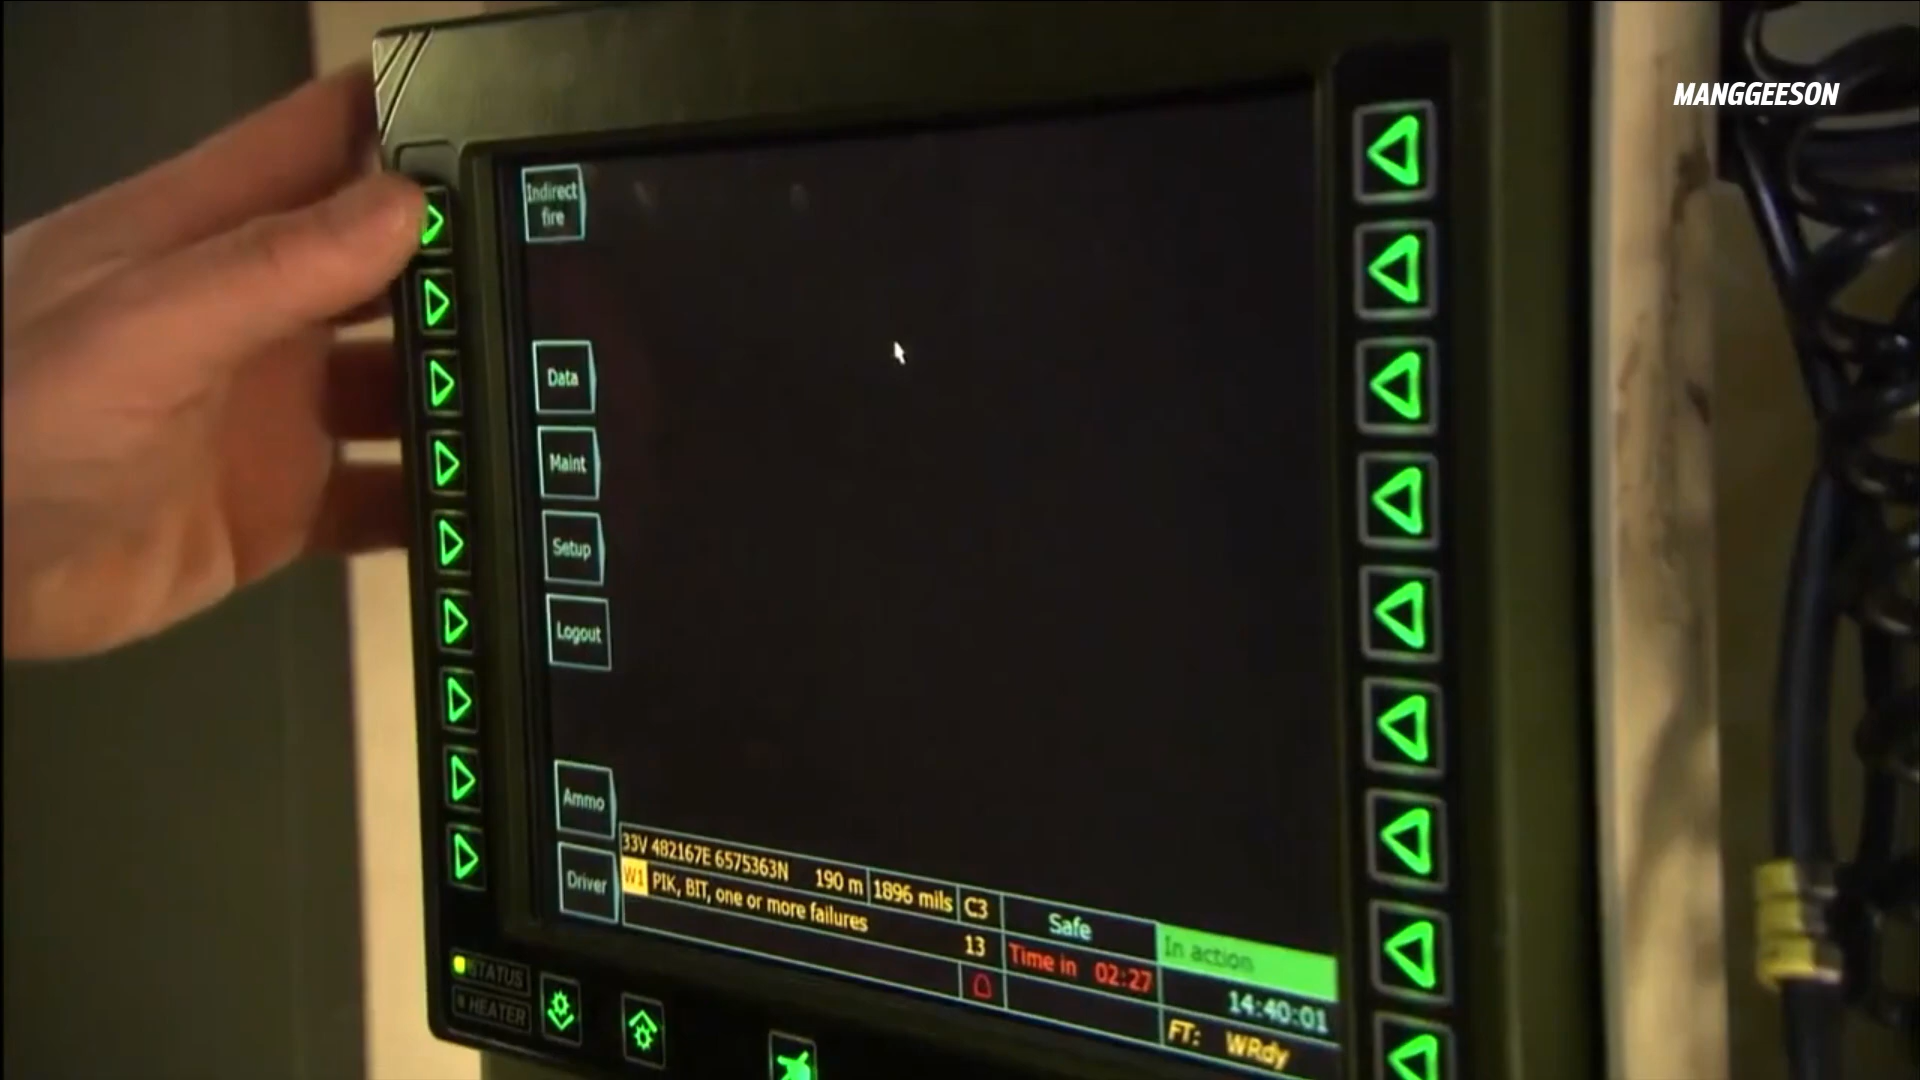 MANGGEESON
Indirect
fire
Data
Maint
Setup
Logout
Ammo
Driver
33V 482167E 6575363N 190 m 1896 mils C3 Safe In action
W1 PIK, BIT, one or more failures 13 Time in 02:27 14:40:01
FT: WRdy
STATUS
HEATER